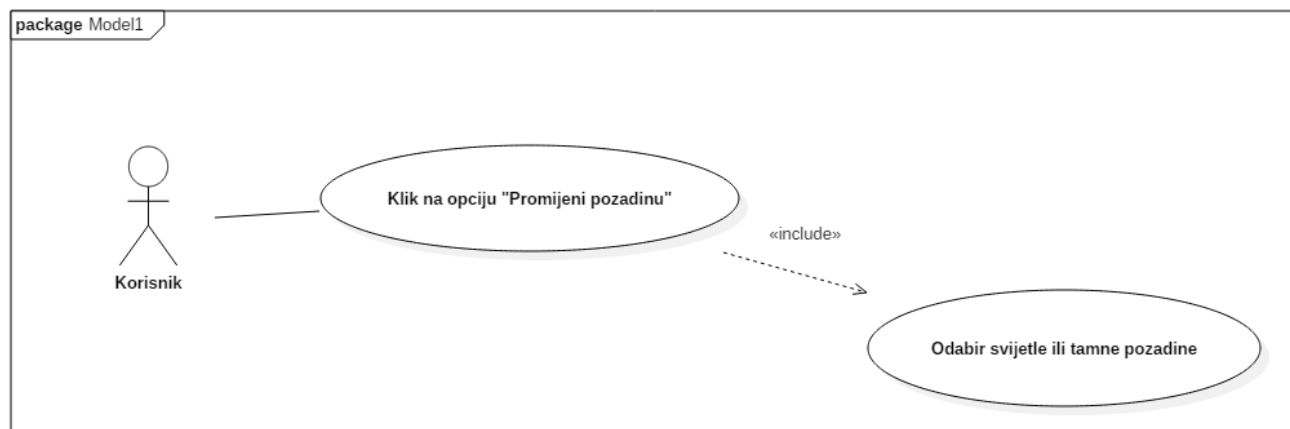 package Model1
Klik na opciju "Promijeni pozadinu"
«include»
Korisnik
Odabir svijetle ili tamne pozadine